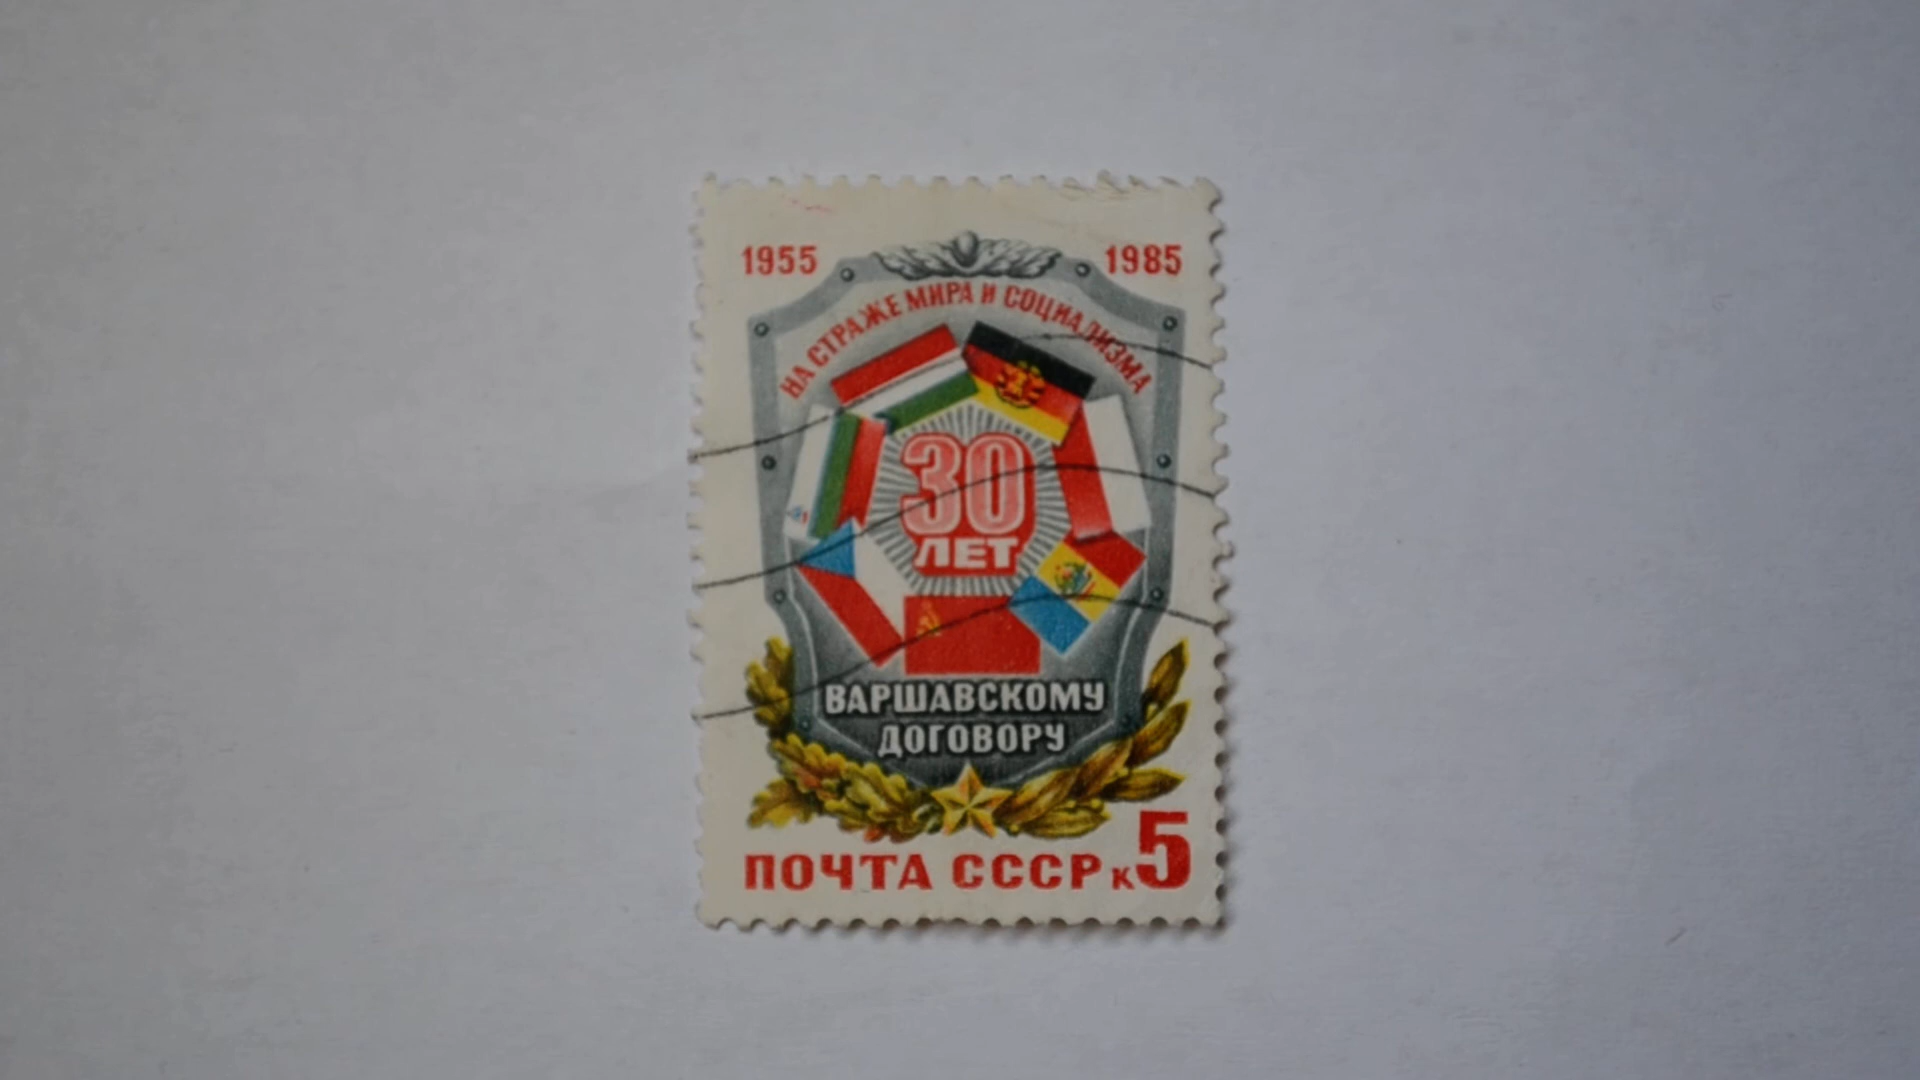 1955 1985
НА СТРАЖЕ МИРА И СОЦИАЛИЗМА
30
ЛЕТ
ВАРШАВСКОМУ
ДОГОВОРУ
ПОЧТА СССР к5